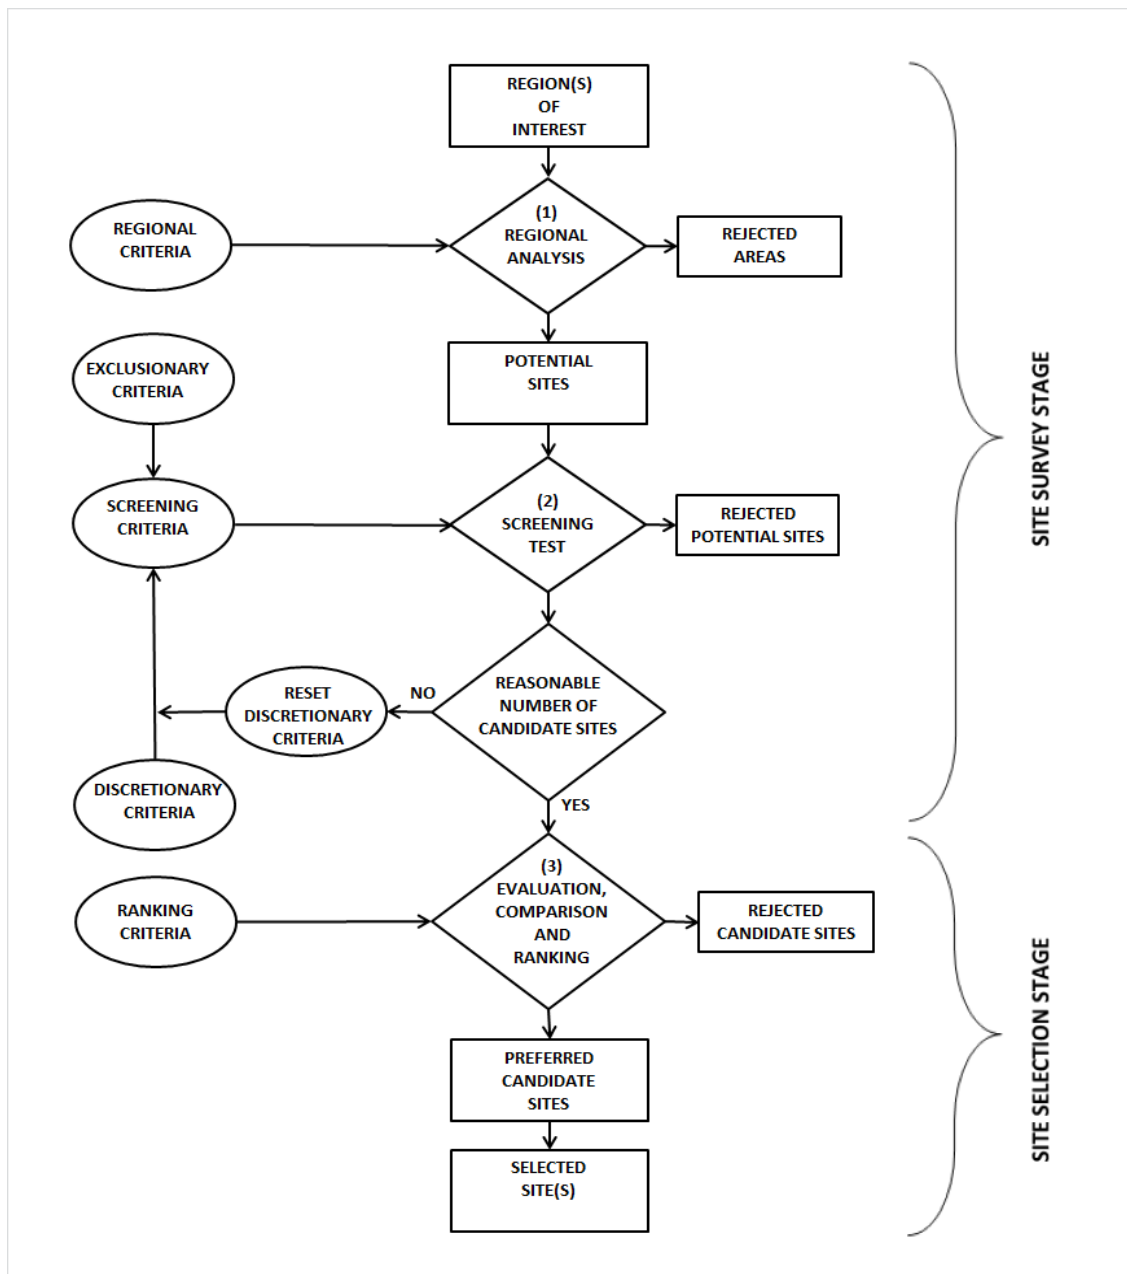 REGION(S)
OF
INTEREST
(1)
REGIONAL
ANALYSIS
REGIONAL
CRITERIA
REJECTED
AREAS
EXCLUSIONARY
CRITERIA
POTENTIAL
SITES
SCREENING
CRITERIA
(2)
SCREENING
TEST
REJECTED
POTENTIAL SITES
REASONABLE
NUMBER OF
CANDIDATE SITES
NO
RESET
DISCRETIONARY
CRITERIA
DISCRETIONARY
CRITERIA
YES
SITE SURVEY STAGE
(3)
EVALUATION,
COMPARISON
AND
RANKING
RANKING
CRITERIA
REJECTED
CANDIDATE SITES
PREFERRED
CANDIDATE
SITES
SELECTED
SITE(S)
SITE SELECTION STAGE